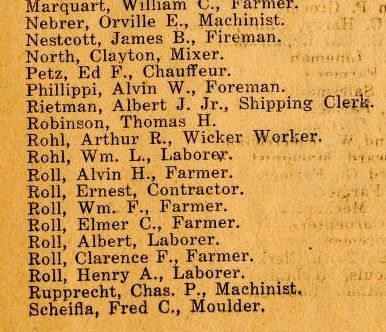 Marquart, William C., Farmer.
Nebrer, Orville E., Machinist.
Nestcott, James B., Fireman.
North, Clayton, Mixer.
Petz, Ed F., Chauffeur.
Phillippi, Alvin W., Foreman.
Rietman, Albert J. Jr., Shipping Clerk.
Robinson, Thomas H.
Rohl, Arthur R., Wicker Worker.
Rohl, Wm. L., Laborer.
Roll, Alvin H., Farmer.
Roll, Ernest, Contractor.
Roll, Wm. F., Farmer.
Roll, Elmer C., Farmer.
Roll, Albert, Laborer.
Roll, Clarence F., Farmer.
Roll, Henry A., Laborer.
Rupprecht, Chas. P., Machinist.
Scheifla, Fred C., Moulder.